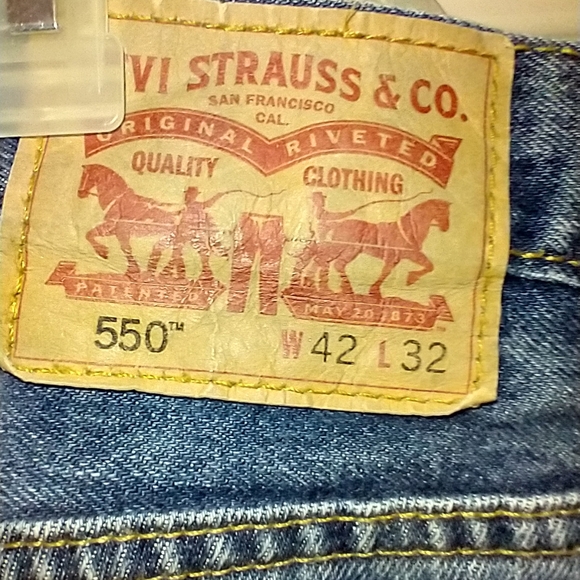 VI STRAUSS & CO.
SAN FRANCISCO
CAL.
ORIGINAL RIVETED
QUALITY CLOTHING
PATENTED MAY 20 1873
550™ W 42 L 32